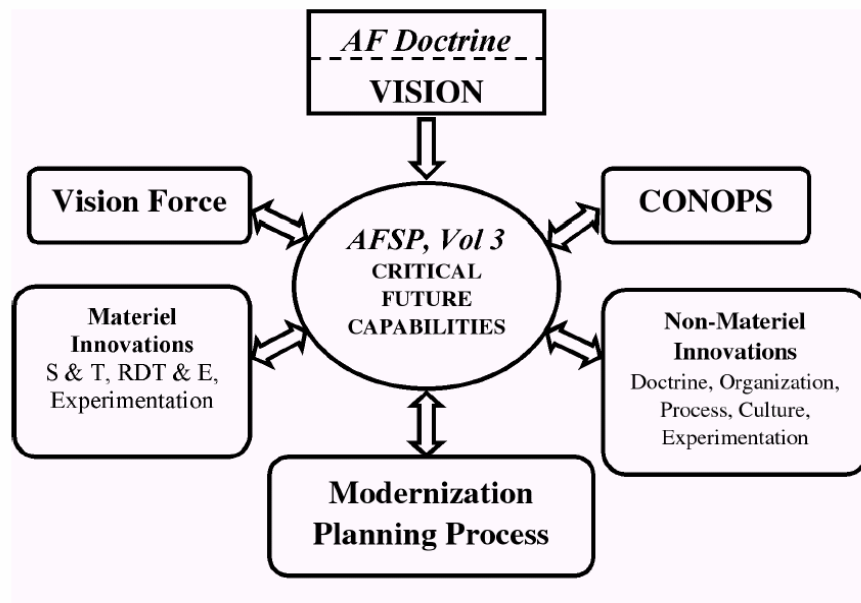 AF Doctrine
VISION
Vision Force
CONOPS
AFSP, Vol 3
CRITICAL
FUTURE
CAPABILITIES
Materiel
Innovations
S & T, RDT & E,
Experimentation
Non-Materiel
Innovations
Doctrine, Organization,
Process, Culture,
Experimentation
Modernization
Planning Process